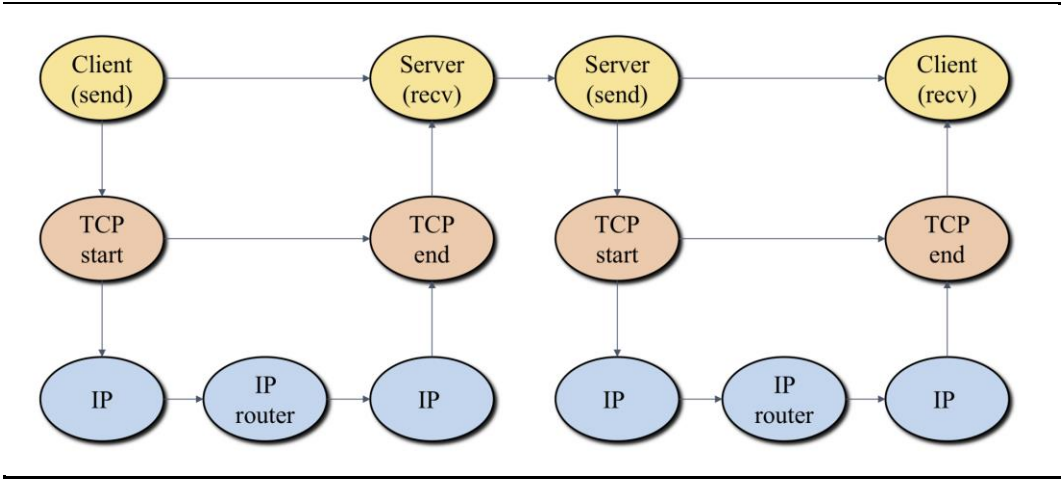 Client
(send)
Server
(recv)
Server
(send)
Client
(recv)
TCP
start
TCP
end
TCP
start
TCP
end
IP
IP
router
IP
IP
IP
router
IP